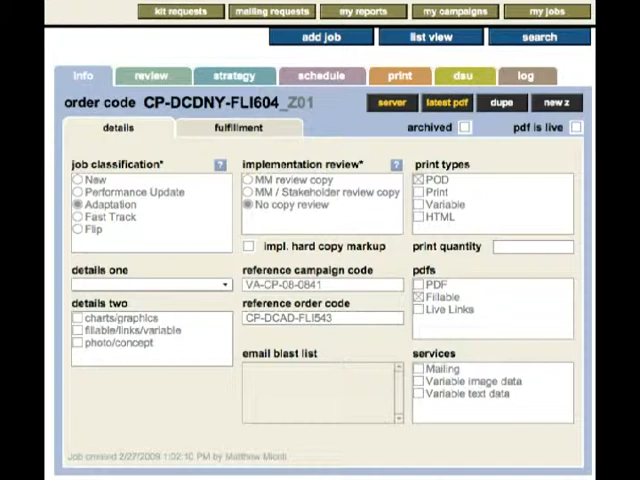 kit requests mailing requests my reports my campaigns my jobs
add job list view search
info review strategy schedule print dsu log
order code CP-DCDNY-FLI604_Z01 server latest pdf dupe new z
details fulfillment archived pdf is live
job classification* ? implementation review* ? print types
New MM review copy POD
Performance Update MM / Stakeholder review copy Print
Adaptation No copy review Variable
Fast Track HTML
Flip
impl. hard copy markup print quantity
details one reference campaign code pdfs
VA-CP-08-0841 PDF
details two reference order code Fillable
charts/graphics CP-DCAD-FLI543 Live Links
fillable/links/variable
photo/concept
email blast list services
Mailing
Variable image data
Variable text data
Job created 2/27/2009 1:02:10 PM by Matthew